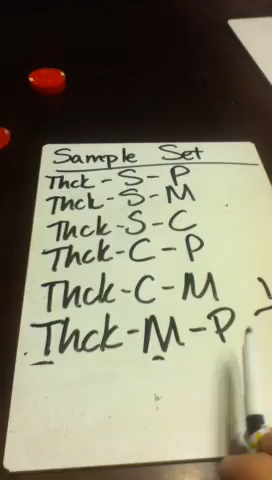 Sample Set
Thck-S-P
Thck-S-M
Thck-S-C
Thck-C-P
Thck-C-M
Thck-M-P